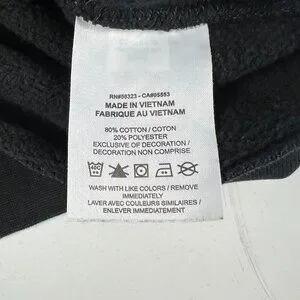 RN#56323 - CA#05553
MADE IN VIETNAM
FABRIQUE AU VIETNAM
80% COTTON / COTON
20% POLYESTER
EXCLUSIVE OF DECORATION /
DECORATION NON COMPRISE
WASH WITH LIKE COLORS / REMOVE
IMMEDIATELY
LAVER AVEC COULEURS SIMILAIRES /
ENLEVER IMMEDIATEMENT